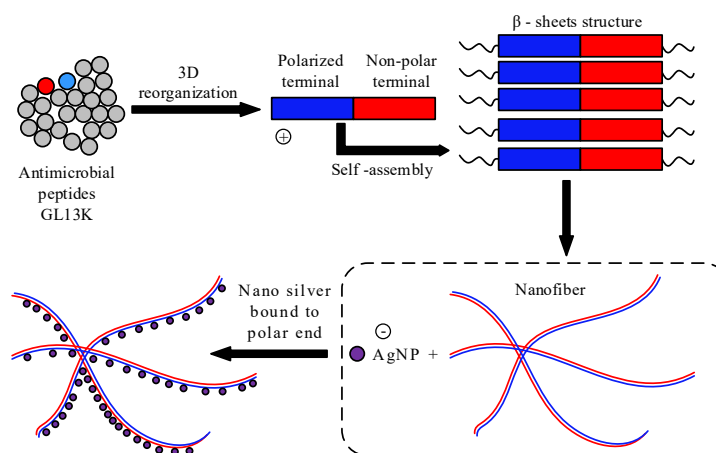 β - sheets structure
3D
reorganization
Polarized
terminal
Non-polar
terminal
+
Antimicrobial
peptides
GL13K
Self -assembly
Nano silver
bound to
polar end
Nanofiber
-
AgNP +